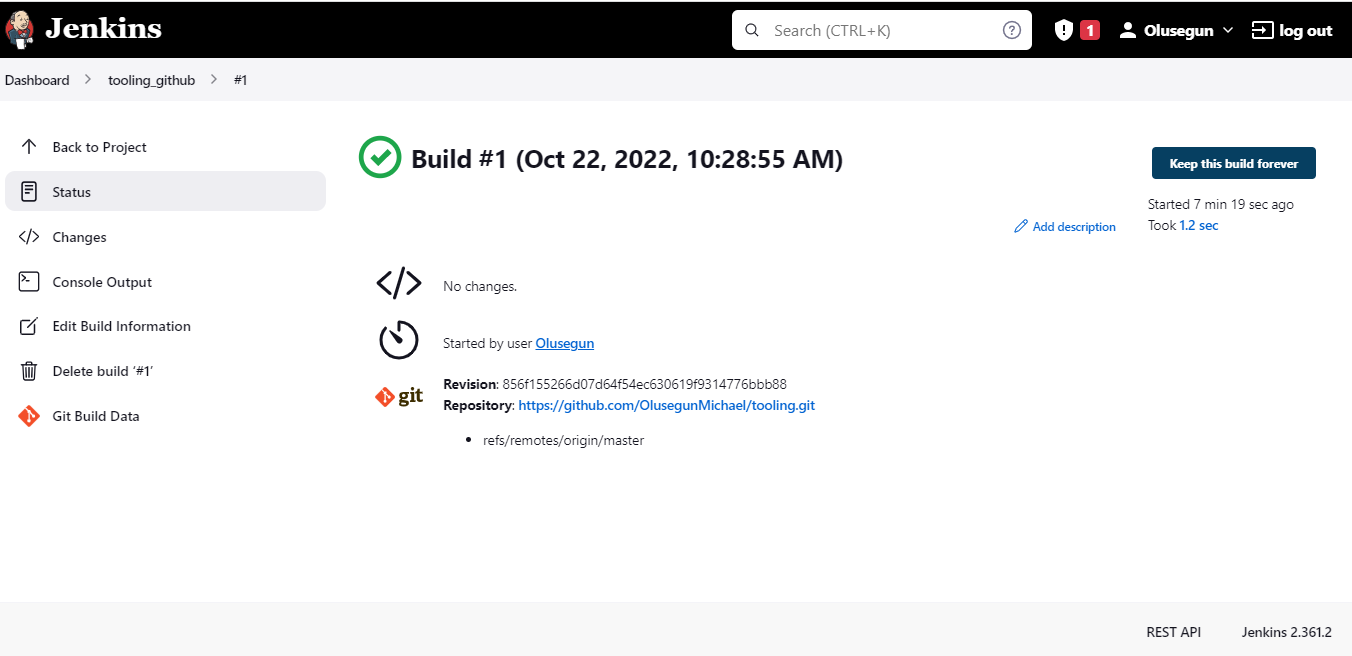 Jenkins
Search (CTRL+K)
1
Olusegun
log out
Dashboard
tooling_github
#1
Back to Project
Status
Changes
Console Output
Edit Build Information
Delete build ‘#1’
Git Build Data
Build #1 (Oct 22, 2022, 10:28:55 AM)
Keep this build forever
Started 7 min 19 sec ago
Took 1.2 sec
Add description
No changes.
Started by user Olusegun
git
Revision: 856f155266d07d64f54ec630619f9314776bbb88
Repository: https://github.com/OlusegunMichael/tooling.git
• refs/remotes/origin/master
REST API
Jenkins 2.361.2